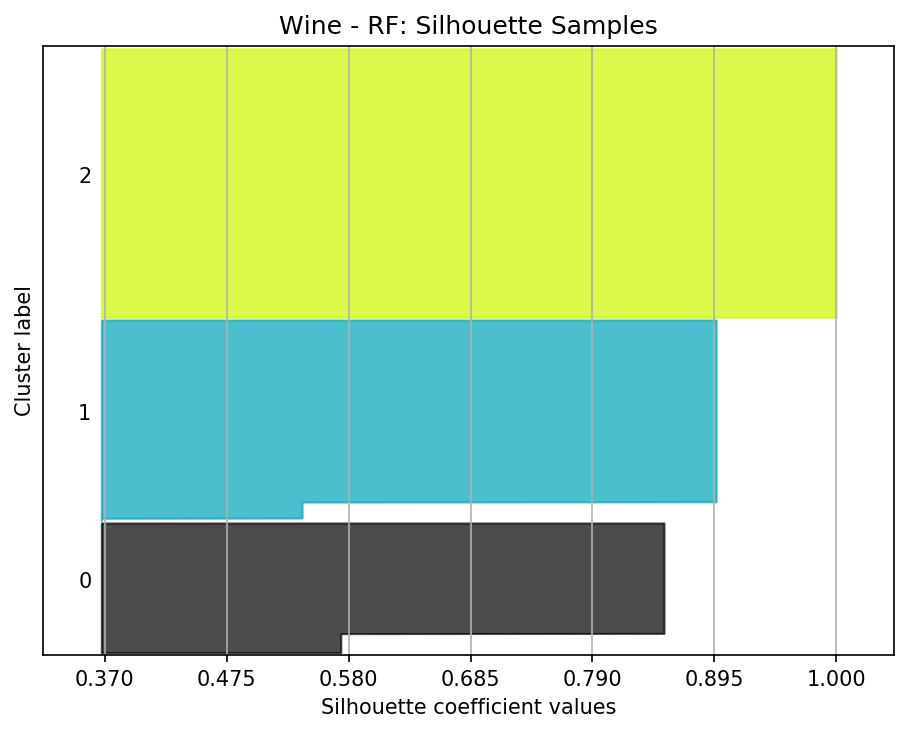 Wine - RF: Silhouette Samples
Cluster label
2
1
0
0.370 0.475 0.580 0.685 0.790 0.895 1.000
Silhouette coefficient values